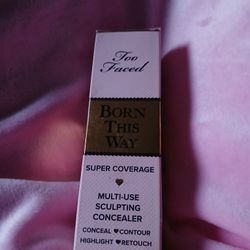 Too
Faced
BORN
THIS
WAY
SUPER COVERAGE
♥
MULTI-USE
SCULPTING
CONCEALER
CONCEAL ♥ CONTOUR
HIGHLIGHT ♥ RETOUCH